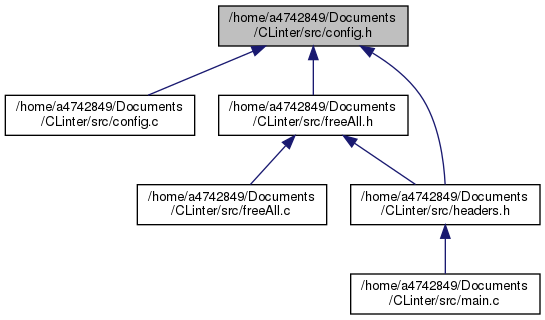 /home/a4742849/Documents
/CLinter/src/config.h
/home/a4742849/Documents
/CLinter/src/config.c
/home/a4742849/Documents
/CLinter/src/freeAll.h
/home/a4742849/Documents
/CLinter/src/freeAll.c
/home/a4742849/Documents
/CLinter/src/headers.h
/home/a4742849/Documents
/CLinter/src/main.c